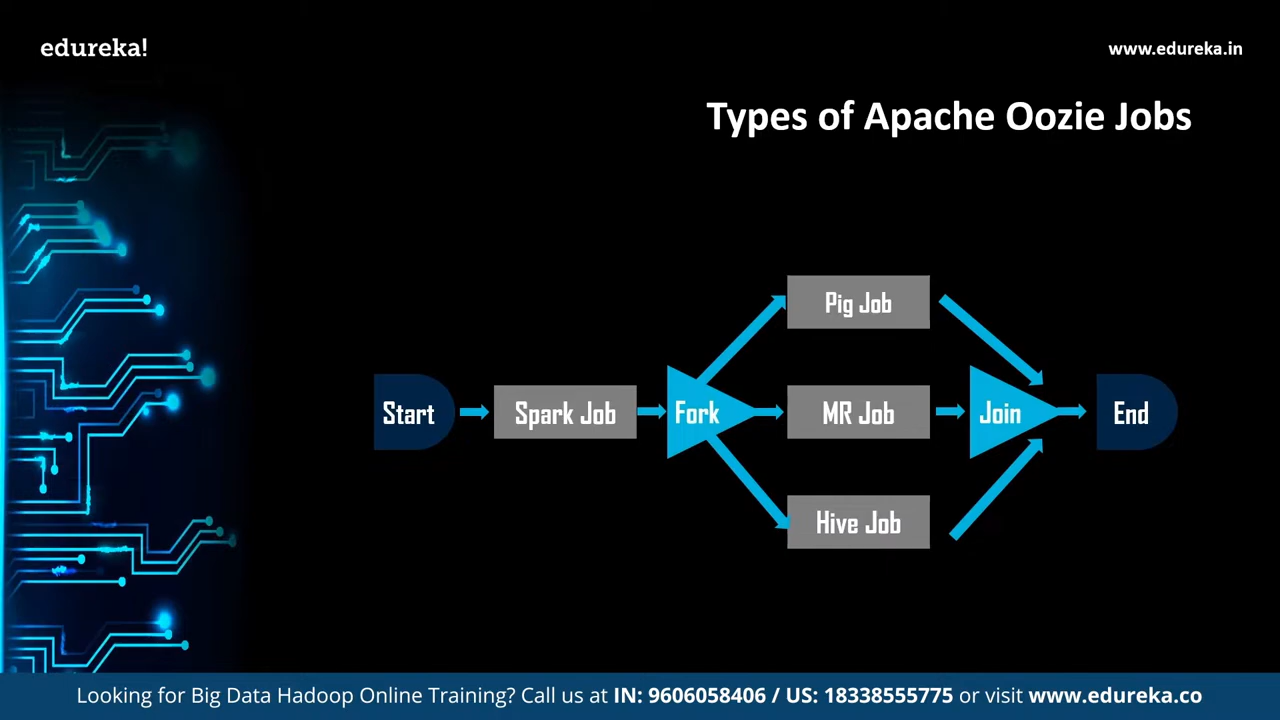 edureka!
www.edureka.in
Types of Apache Oozie Jobs
Pig Job
Start
Spark Job
Fork
MR Job
Join
End
Hive Job
Looking for Big Data Hadoop Online Training? Call us at IN: 9606058406 / US: 18338555775 or visit www.edureka.co